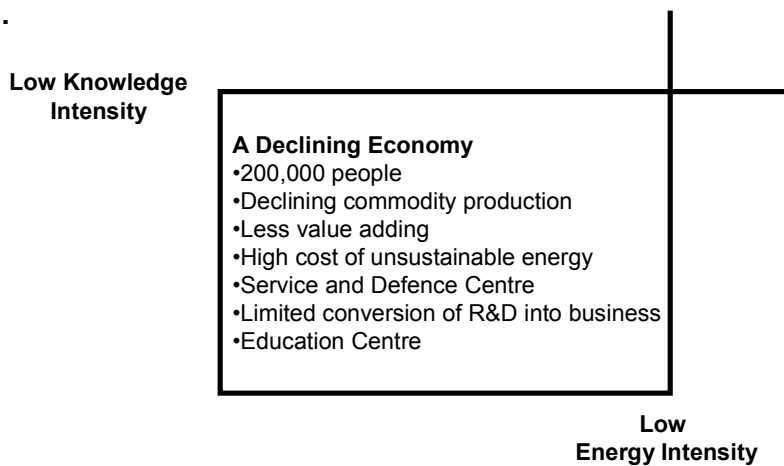 .
Low Knowledge
Intensity
A Declining Economy
•200,000 people
•Declining commodity production
•Less value adding
•High cost of unsustainable energy
•Service and Defence Centre
•Limited conversion of R&D into business
•Education Centre
Low
Energy Intensity